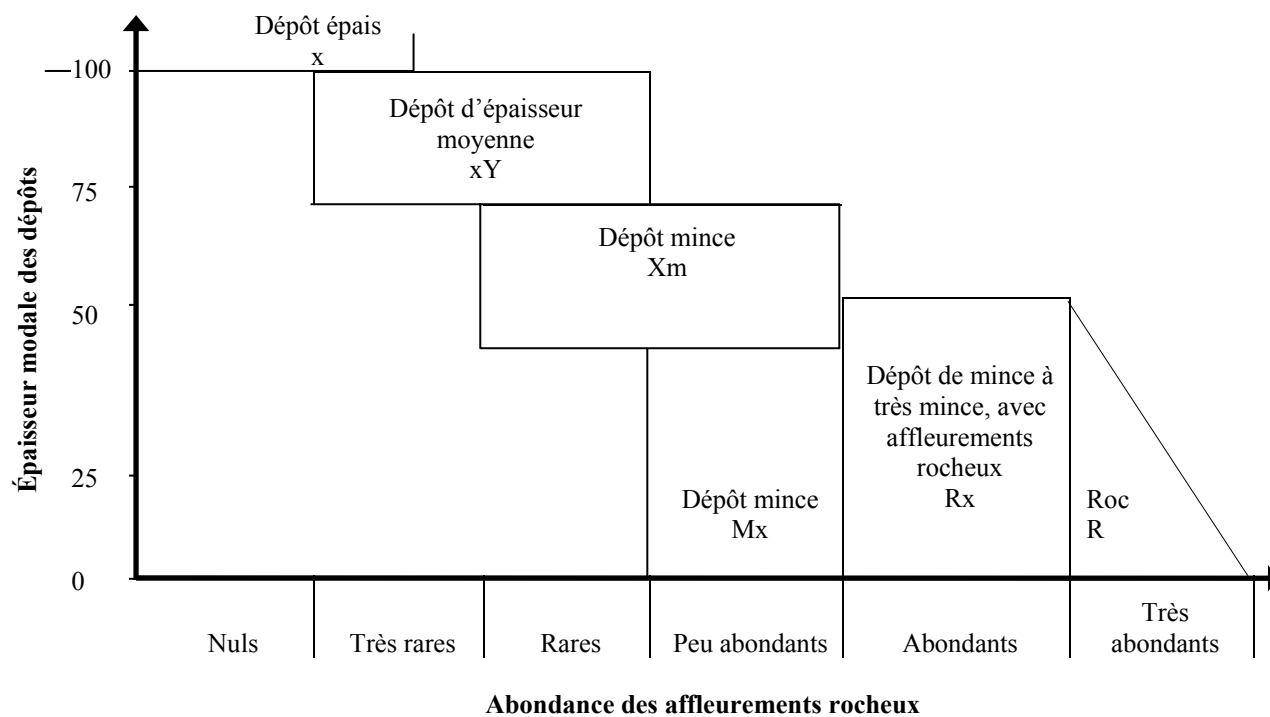 Dépôt épais
x
—100
Dépôt d'épaisseur
moyenne
xY
75
Dépôt mince
Xm
50
Dépôt de mince à
très mince, avec
affleurements
rocheux
Rx
25
Dépôt mince
Mx
Roc
R
0
Épaisseur modale des dépôts
Nuls
Très rares
Rares
Peu abondants
Abondants
Très
abondants
Abondance des affleurements rocheux